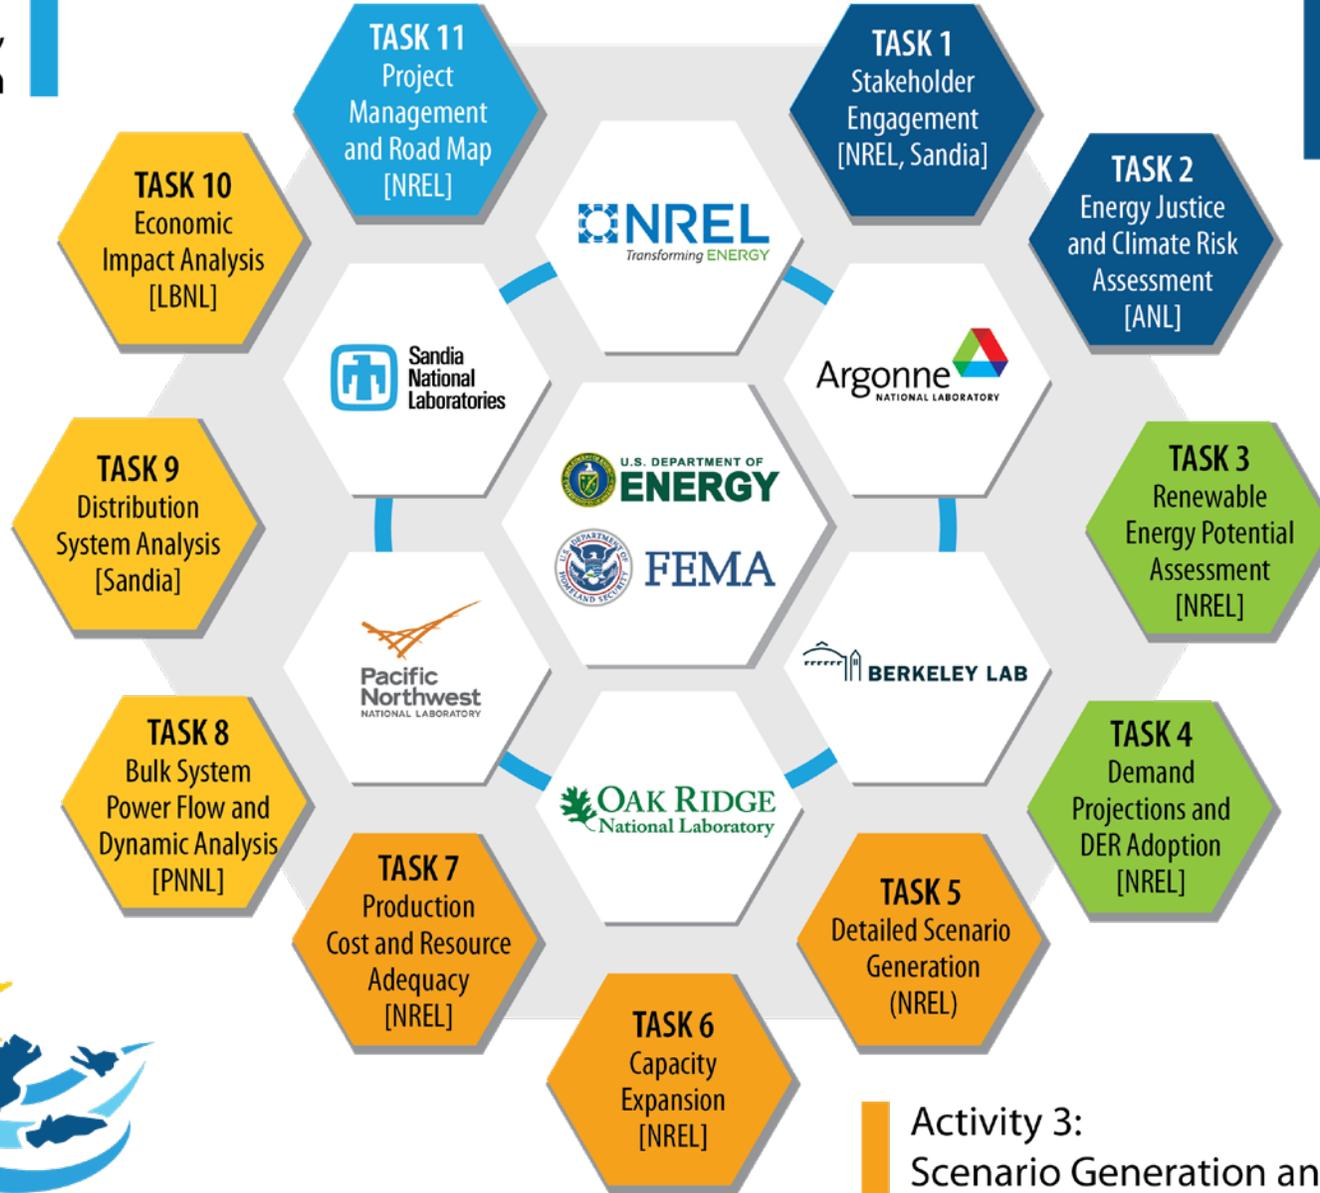 TASK 11
Project
Management
and Road Map
[NREL]
TASK 1
Stakeholder
Engagement
[NREL, Sandia]
TASK 10
Economic
Impact Analysis
[LBNL]
TASK 2
Energy Justice
and Climate Risk
Assessment
[ANL]
NREL
Transforming ENERGY
Sandia
National
Laboratories
Argonne
NATIONAL LABORATORY
U.S. DEPARTMENT OF
ENERGY
FEMA
TASK 9
Distribution
System Analysis
[Sandia]
TASK 3
Renewable
Energy Potential
Assessment
[NREL]
Pacific
Northwest
NATIONAL LABORATORY
BERKELEY LAB
OAK RIDGE
National Laboratory
TASK 8
Bulk System
Power Flow and
Dynamic Analysis
[PNNL]
TASK 4
Demand
Projections and
DER Adoption
[NREL]
TASK 7
Production
Cost and Resource
Adequacy
[NREL]
TASK 5
Detailed Scenario
Generation
(NREL)
TASK 6
Capacity
Expansion
[NREL]
Activity 3:
Scenario Generation an